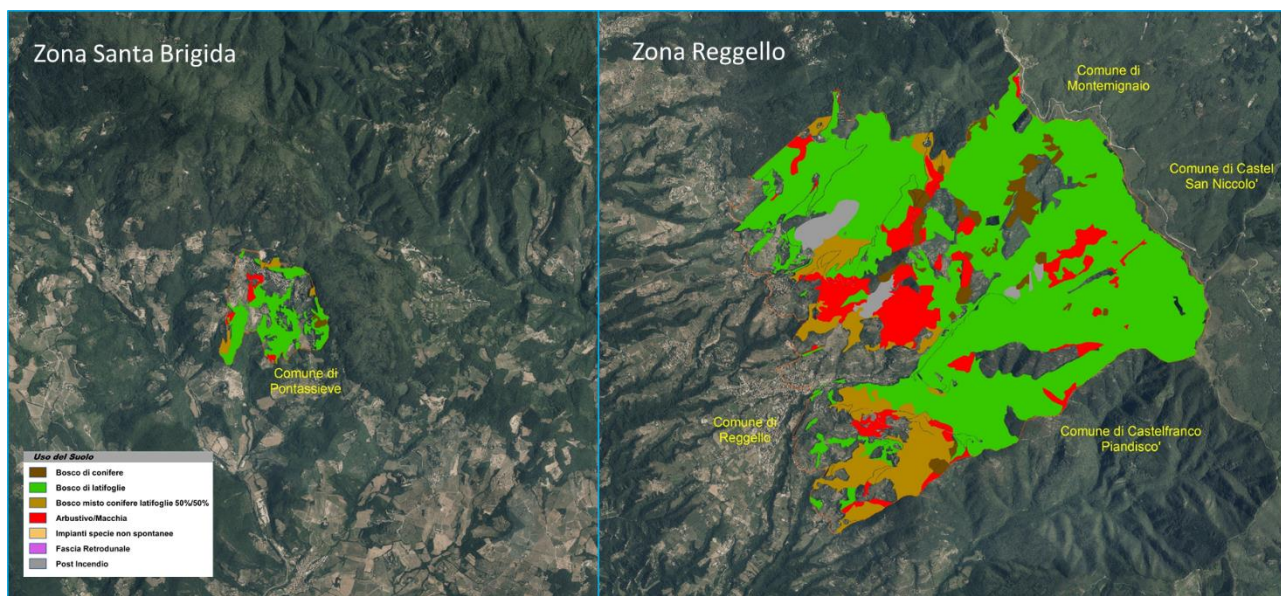 Zona Santa Brigida
Comune di
Pontassieve
Uso del Suolo
Bosco di conifere
Bosco di latifoglie
Bosco misto conifere latifoglie 50%/50%
Arbustivo/Macchia
Impianti specie non spontanee
Fascia Retrodunale
Post Incendio
Zona Reggello
Comune di
Montemignaio
Comune di Castel
San Niccolo'
Comune di
Reggello
Comune di Castelfranco
Piandisco'